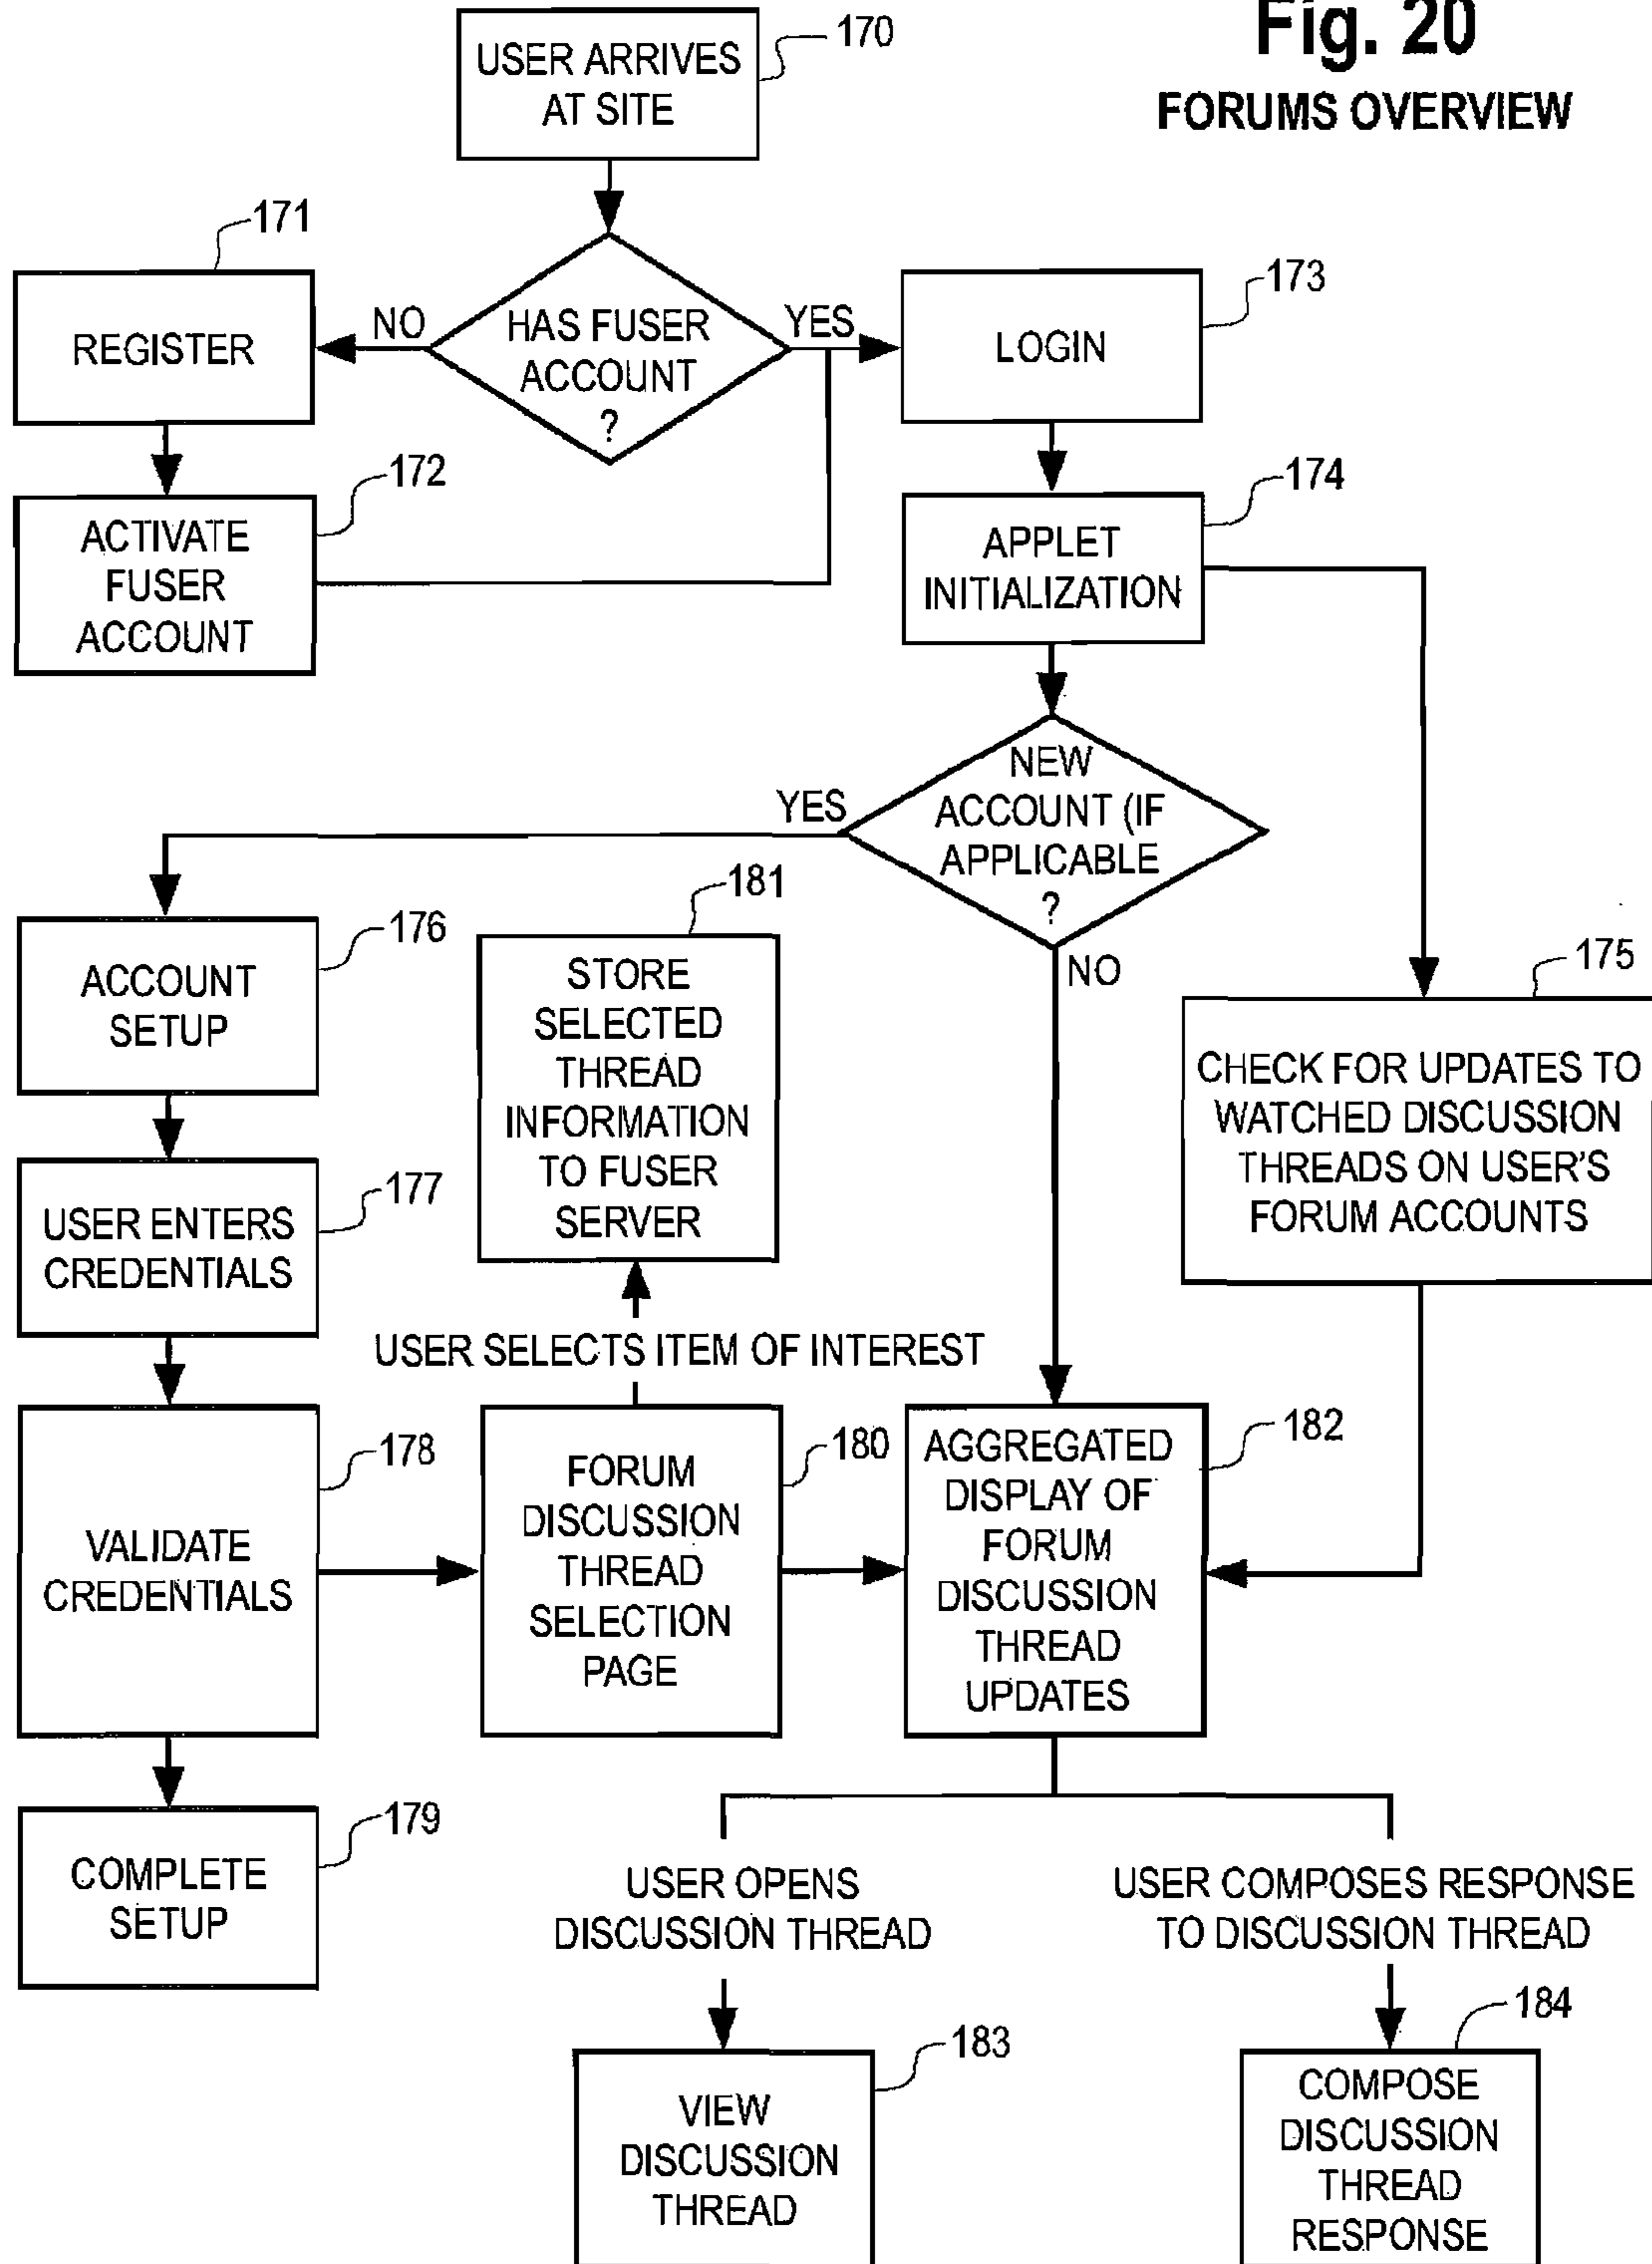 Fig. 20
FORUMS OVERVIEW
USER ARRIVES
AT SITE
170
171
REGISTER
NO
HAS FUSER
ACCOUNT
?
YES
LOGIN
173
ACTIVATE
FUSER
ACCOUNT
172
APPLET
INITIALIZATION
174
NEW
ACCOUNT (IF
APPLICABLE
?
YES
NO
ACCOUNT
SETUP
176
181
STORE
SELECTED
THREAD
INFORMATION
TO FUSER
SERVER
175
CHECK FOR UPDATES TO
WATCHED DISCUSSION
THREADS ON USER'S
FORUM ACCOUNTS
USER ENTERS
CREDENTIALS
177
USER SELECTS ITEM OF INTEREST
VALIDATE
CREDENTIALS
178
FORUM
DISCUSSION
THREAD
SELECTION
PAGE
180
AGGREGATED
DISPLAY OF
FORUM
DISCUSSION
THREAD
UPDATES
182
COMPLETE
SETUP
179
USER OPENS
DISCUSSION THREAD
USER COMPOSES RESPONSE
TO DISCUSSION THREAD
VIEW
DISCUSSION
THREAD
183
184
COMPOSE
DISCUSSION
THREAD
RESPONSE